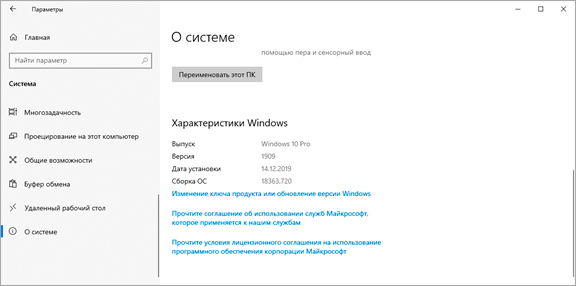 Параметры
Главная
Найти параметр
Система
Многозадачность
Проецирование на этот компьютер
Общие возможности
Буфер обмена
Удаленный рабочий стол
О системе
О системе
помощью пера и сенсорный ввод
Переименовать этот ПК
Характеристики Windows
Выпуск Windows 10 Pro
Версия 1909
Дата установки 14.12.2019
Сборка ОС 18363.720
Изменение ключа продукта или обновление версии Windows
Прочтите соглашение об использовании служб Майкрософт,
которое применяется к нашим службам
Прочтите условия лицензионного соглашения на использование
программного обеспечения корпорации Майкрософт